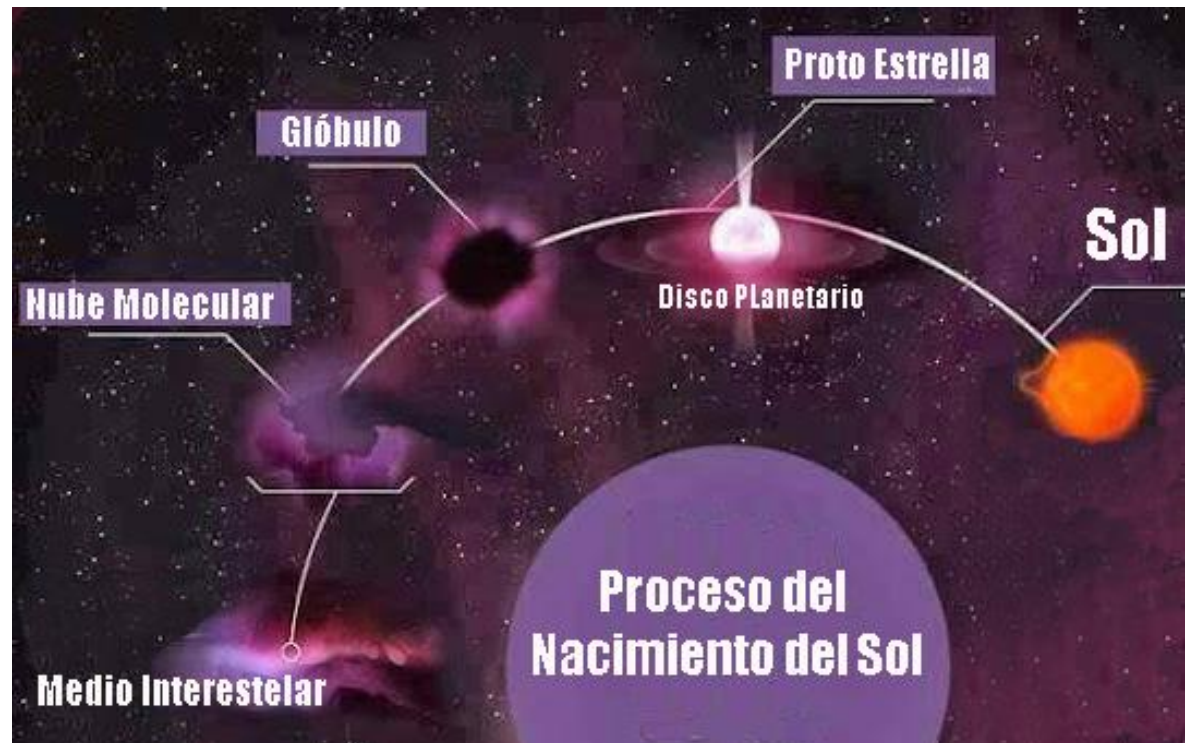 Proto Estrella
Glóbulo
Sol
Nube Molecular
Disco PLanetario
Proceso del
Nacimiento del Sol
Medio Interestelar